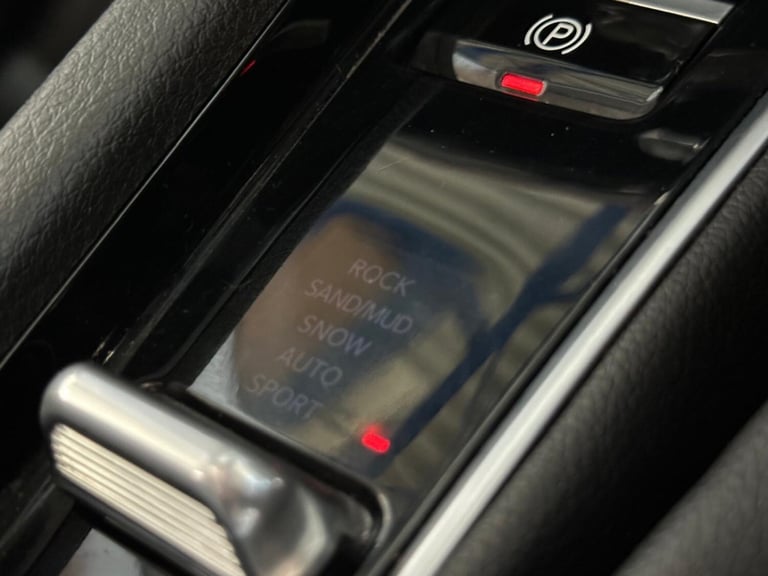 P
ROCK
SAND/MUD
SNOW
AUTO
SPORT